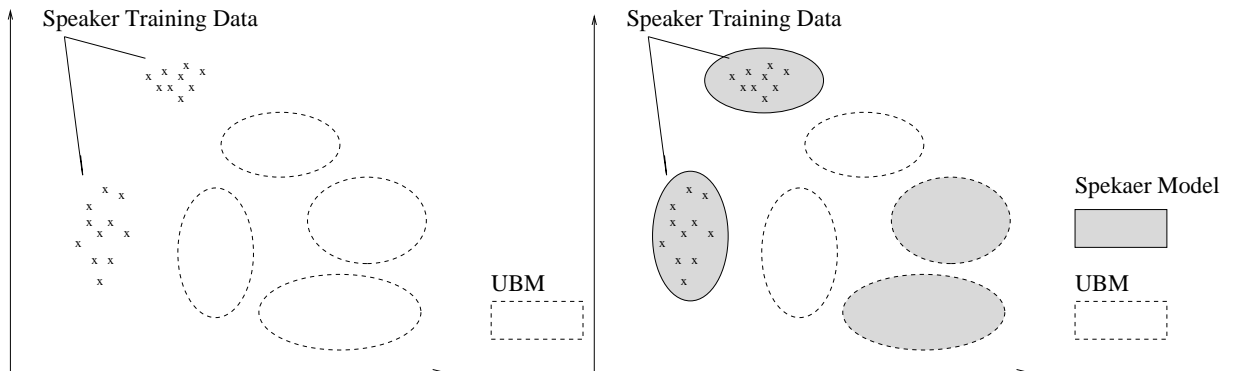 Speaker Training Data
UBM
Speaker Training Data
Spekaer Model
UBM